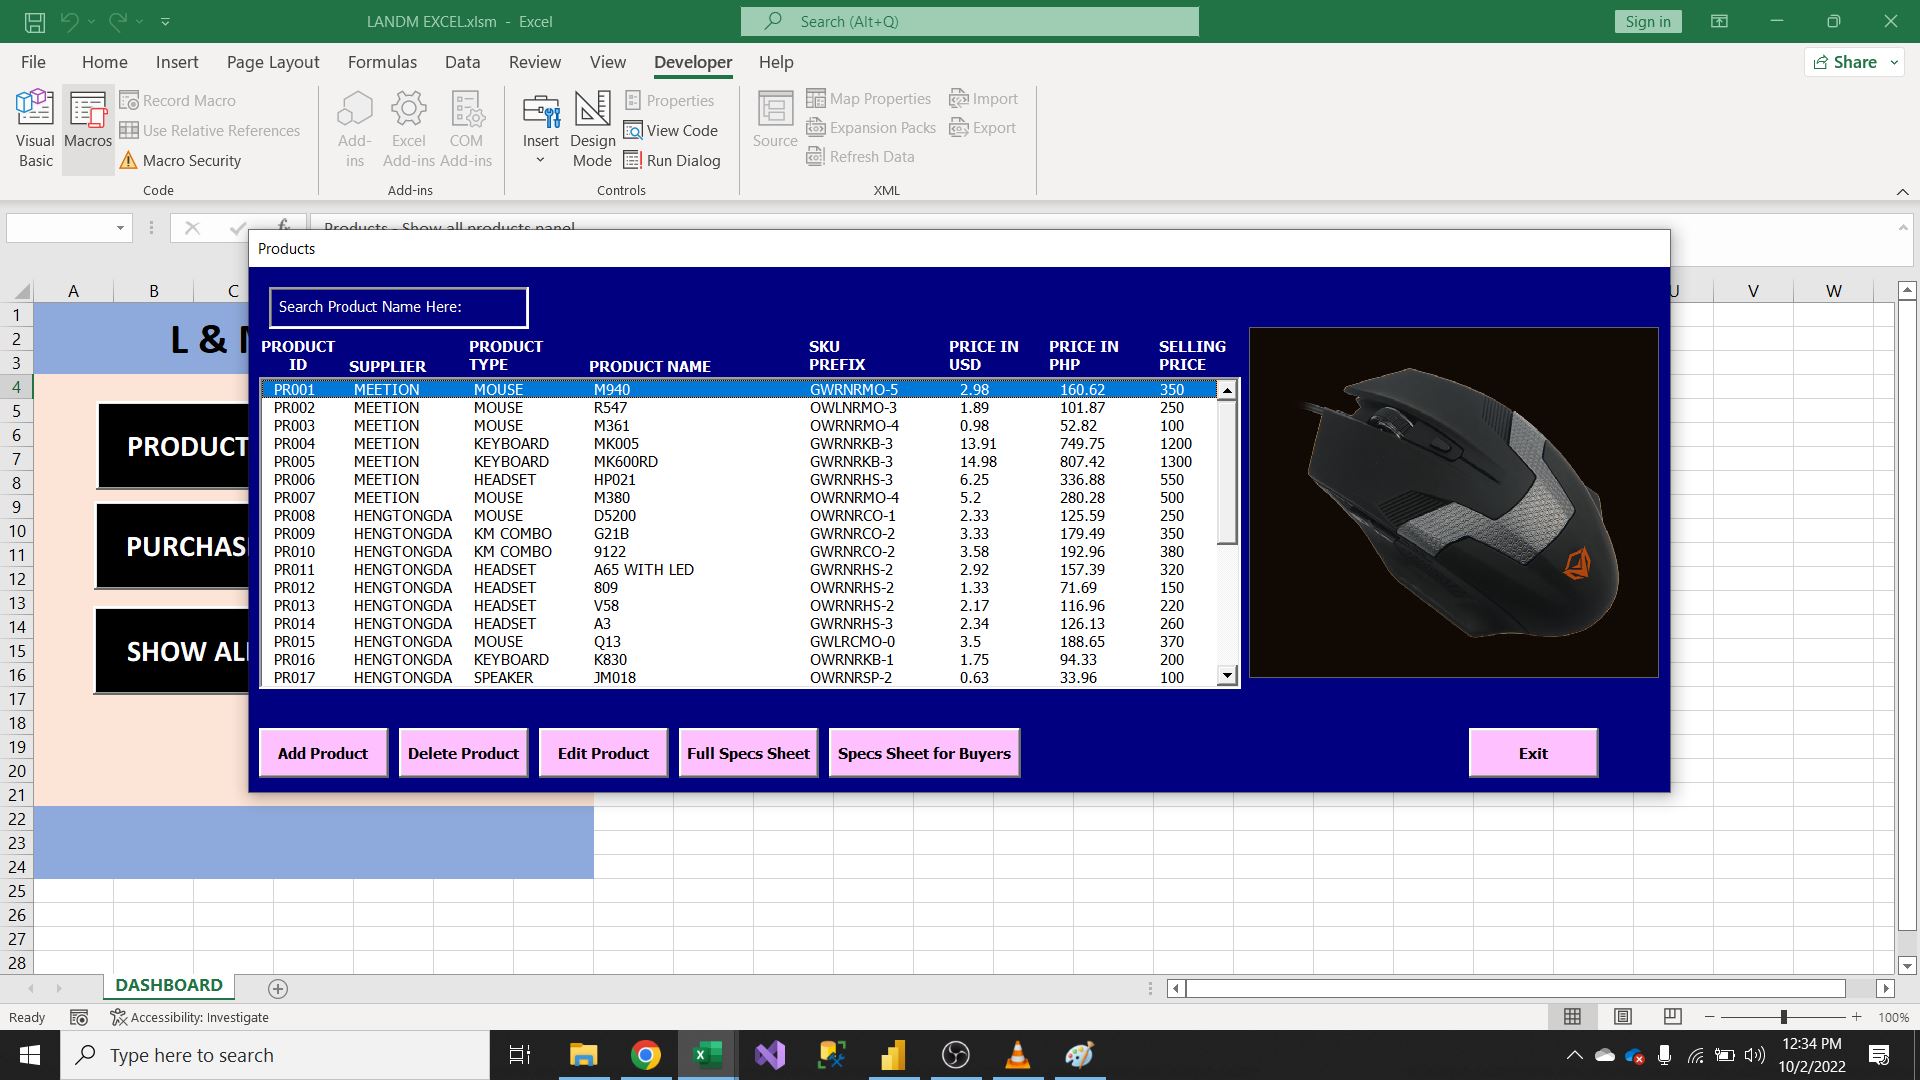 LANDM EXCEL.xlsm - Excel
Search (Alt+Q)
Sign in
File Home Insert Page Layout Formulas Data Review View Developer Help
Share
Visual Basic
Macros
Record Macro
Use Relative References
Macro Security
Code
Add-ins
Excel Add-ins
COM Add-ins
Add-ins
Insert
Design Mode
Properties
View Code
Run Dialog
Controls
Source
Map Properties
Expansion Packs
Refresh Data
Import
Export
XML
Products - Show all products panel
A B C U V W
1
2
3
4
5
6
7
8
9
10
11
12
13
14
15
16
17
18
19
20
21
22
23
24
25
26
27
28
L &
PRODUCT
PURCHAS
SHOW AL
Products
Search Product Name Here:
PRODUCT ID SUPPLIER PRODUCT TYPE PRODUCT NAME SKU PREFIX PRICE IN USD PRICE IN PHP SELLING PRICE
PR001 MEETION MOUSE M940 GWRNRMO-5 2.98 160.62 350
PR002 MEETION MOUSE R547 OWLNRMO-3 1.89 101.87 250
PR003 MEETION MOUSE M361 OWRNRMO-4 0.98 52.82 100
PR004 MEETION KEYBOARD MK005 GWRNRKB-3 13.91 749.75 1200
PR005 MEETION KEYBOARD MK600RD GWRNRKB-3 14.98 807.42 1300
PR006 MEETION HEADSET HP021 GWRNRHS-3 6.25 336.88 550
PR007 MEETION MOUSE M380 OWRNRMO-4 5.2 280.28 500
PR008 HENGTONGDA MOUSE D5200 OWRNRCO-1 2.33 125.59 250
PR009 HENGTONGDA KM COMBO G21B GWRNRCO-2 3.33 179.49 350
PR010 HENGTONGDA KM COMBO 9122 GWRNRCO-2 3.58 192.96 380
PR011 HENGTONGDA HEADSET A65 WITH LED GWRNRHS-2 2.92 157.39 320
PR012 HENGTONGDA HEADSET 809 OWRNRHS-2 1.33 71.69 150
PR013 HENGTONGDA HEADSET V58 OWRNRHS-2 2.17 116.96 220
PR014 HENGTONGDA HEADSET A3 GWRNRHS-3 2.34 126.13 260
PR015 HENGTONGDA MOUSE Q13 GWLRCMO-0 3.5 188.65 370
PR016 HENGTONGDA KEYBOARD K830 OWRNRKB-1 1.75 94.33 200
PR017 HENGTONGDA SPEAKER JM018 OWRNRSP-2 0.63 33.96 100
Add Product
Delete Product
Edit Product
Full Specs Sheet
Specs Sheet for Buyers
Exit
DASHBOARD
Ready
Accessibility: Investigate
100%
Type here to search
12:34 PM
10/2/2022